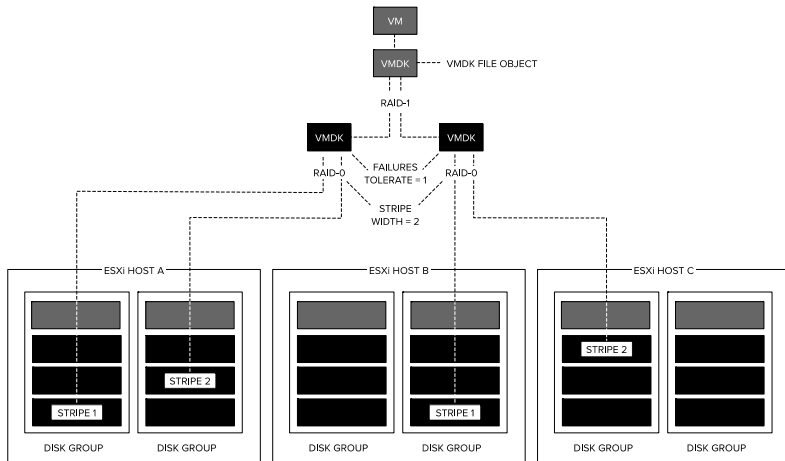 VM
VMDK
VMDK FILE OBJECT
RAID-1
VMDK
VMDK
RAID-0
FAILURES
TOLERATE = 1
RAID-0
STRIPE
WIDTH = 2
ESXi HOST A
ESXi HOST B
ESXi HOST C
STRIPE 2
STRIPE 2
STRIPE 1
STRIPE 1
DISK GROUP
DISK GROUP
DISK GROUP
DISK GROUP
DISK GROUP
DISK GROUP